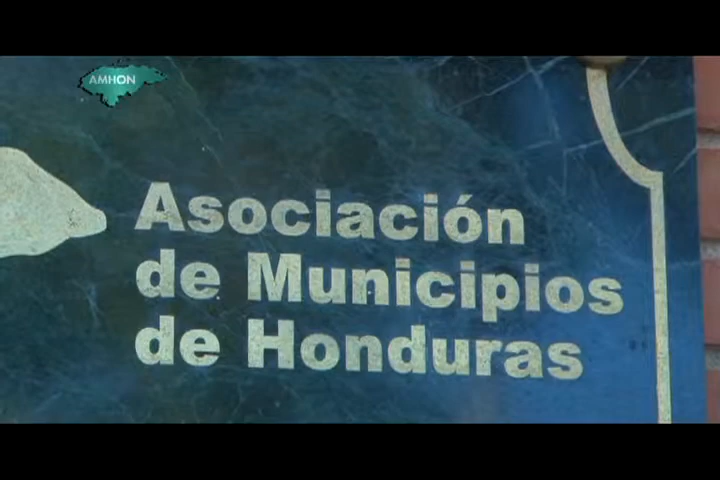 AMHON
Asociación
de Municipios
de Honduras